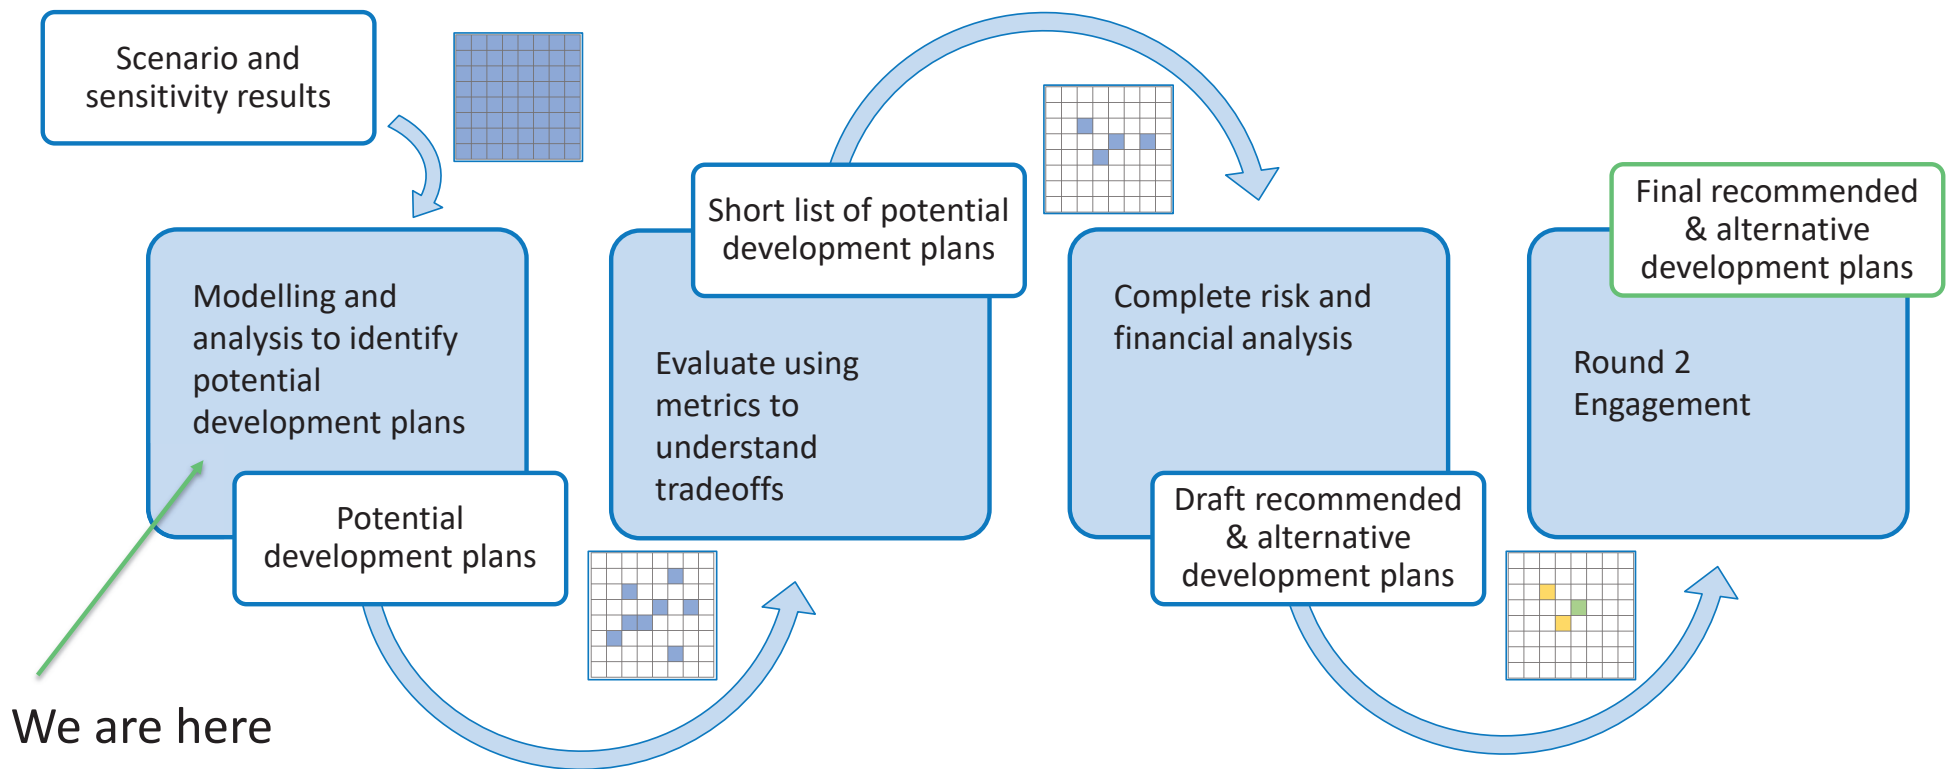 Scenario and
sensitivity results
Modelling and
analysis to identify
potential
development plans
Potential
development plans
We are here
Short list of potential
development plans
Evaluate using
metrics to
understand
tradeoffs
Complete risk and
financial analysis
Draft recommended
& alternative
development plans
Final recommended
& alternative
development plans
Round 2
Engagement